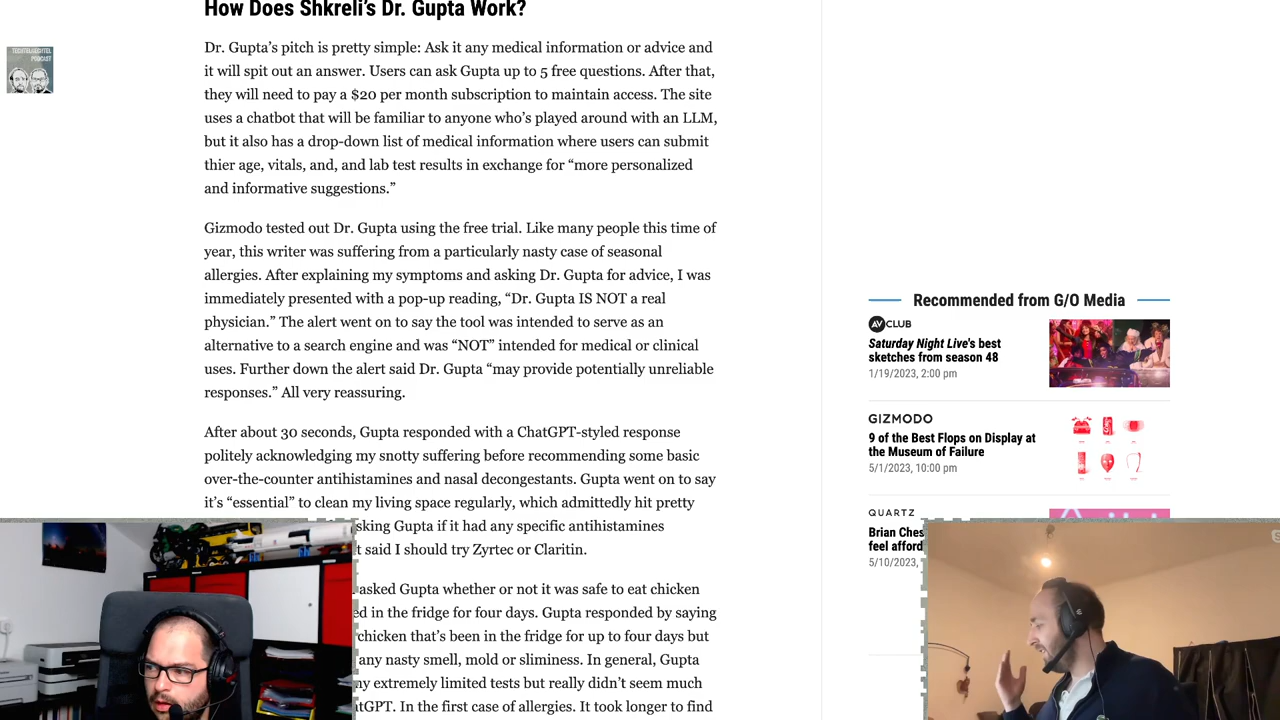 How Does Shkreli’s Dr. Gupta Work?
TECHTELMECHTEL
PODCAST
Dr. Gupta’s pitch is pretty simple: Ask it any medical information or advice and
it will spit out an answer. Users can ask Gupta up to 5 free questions. After that,
they will need to pay a $20 per month subscription to maintain access. The site
uses a chatbot that will be familiar to anyone who’s played around with an LLM,
but it also has a drop-down list of medical information where users can submit
thier age, vitals, and, and lab test results in exchange for “more personalized
and informative suggestions.”
Gizmodo tested out Dr. Gupta using the free trial. Like many people this time of
year, this writer was suffering from a particularly nasty case of seasonal
allergies. After explaining my symptoms and asking Dr. Gupta for advice, I was
immediately presented with a pop-up reading, “Dr. Gupta IS NOT a real
physician.” The alert went on to say the tool was intended to serve as an
alternative to a search engine and was “NOT” intended for medical or clinical
uses. Further down the alert said Dr. Gupta “may provide potentially unreliable
responses.” All very reassuring.
After about 30 seconds, Gupta responded with a ChatGPT-styled response
politely acknowledging my snotty suffering before recommending some basic
over-the-counter antihistamines and nasal decongestants. Gupta went on to say
it’s “essential” to clean my living space regularly, which admittedly hit pretty
sking Gupta if it had any specific antihistamines
t said I should try Zyrtec or Claritin.
asked Gupta whether or not it was safe to eat chicken
ed in the fridge for four days. Gupta responded by saying
chicken that’s been in the fridge for up to four days but
any nasty smell, mold or sliminess. In general, Gupta
ny extremely limited tests but really didn’t seem much
tGPT. In the first case of allergies. It took longer to find
Recommended from G/O Media
AV CLUB
Saturday Night Live's best
sketches from season 48
1/19/2023, 2:00 pm
GIZMODO
9 of the Best Flops on Display at
the Museum of Failure
5/1/2023, 10:00 pm
QUARTZ
Brian Ches
feel afford
5/10/2023,